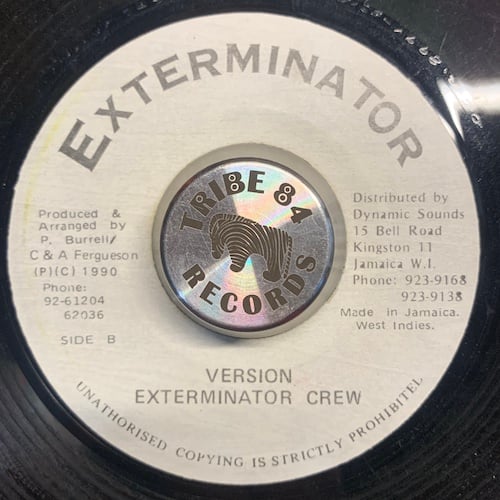 EXTERMINATOR
TRIBE 84
RECORDS
Produced &
Arranged by
P. Burrell/
C & A Fergueson
(P)(C) 1990
Phone:
92-61204
62036
SIDE B
Distributed by
Dynamic Sounds
15 Bell Road
Kingston 11
Jamaica W.I.
Phone: 923-9168
923-9138
Made in Jamaica.
West Indies.
VERSION
EXTERMINATOR CREW
UNATHORISED COPYING IS STRICTLY PROHIBITEL